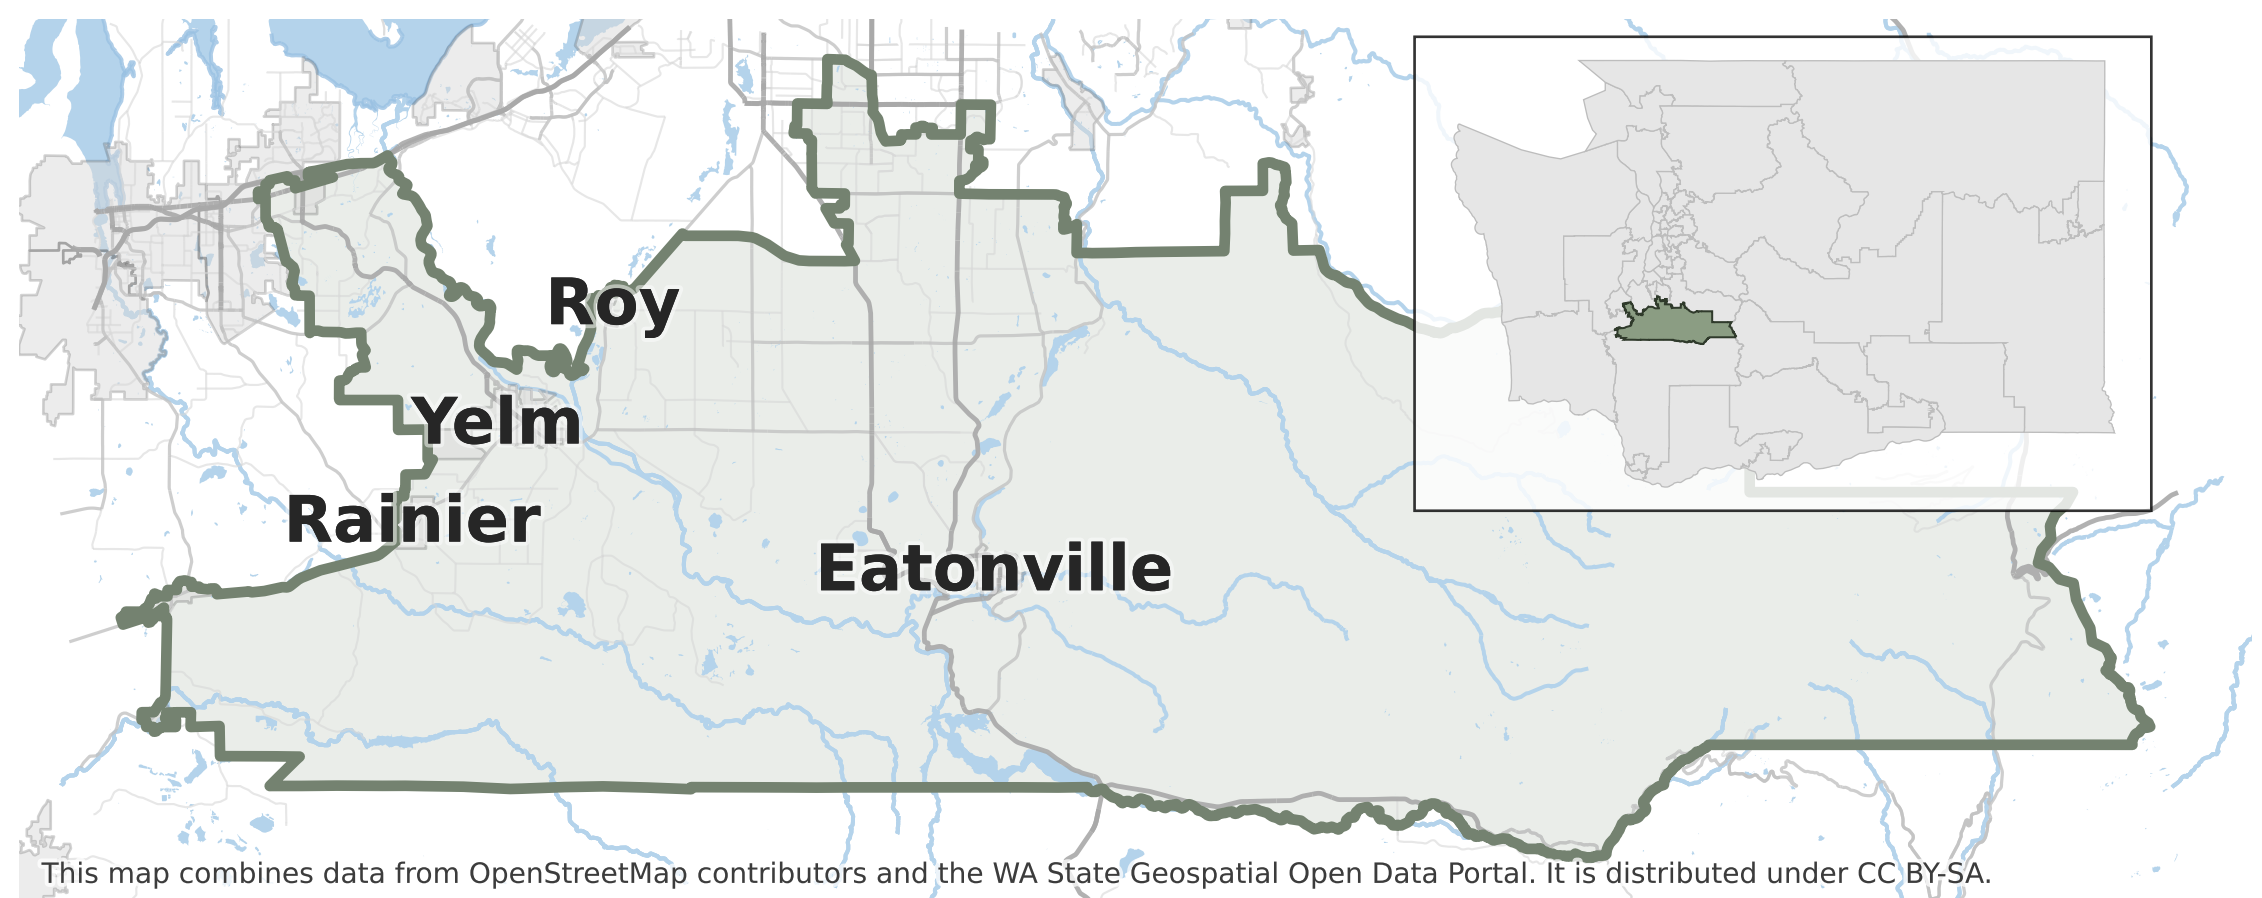 Roy
Yelm
Rainier
Eatonville
This map combines data from OpenStreetMap contributors and the WA State Geospatial Open Data Portal. It is distributed under CC BY-SA.